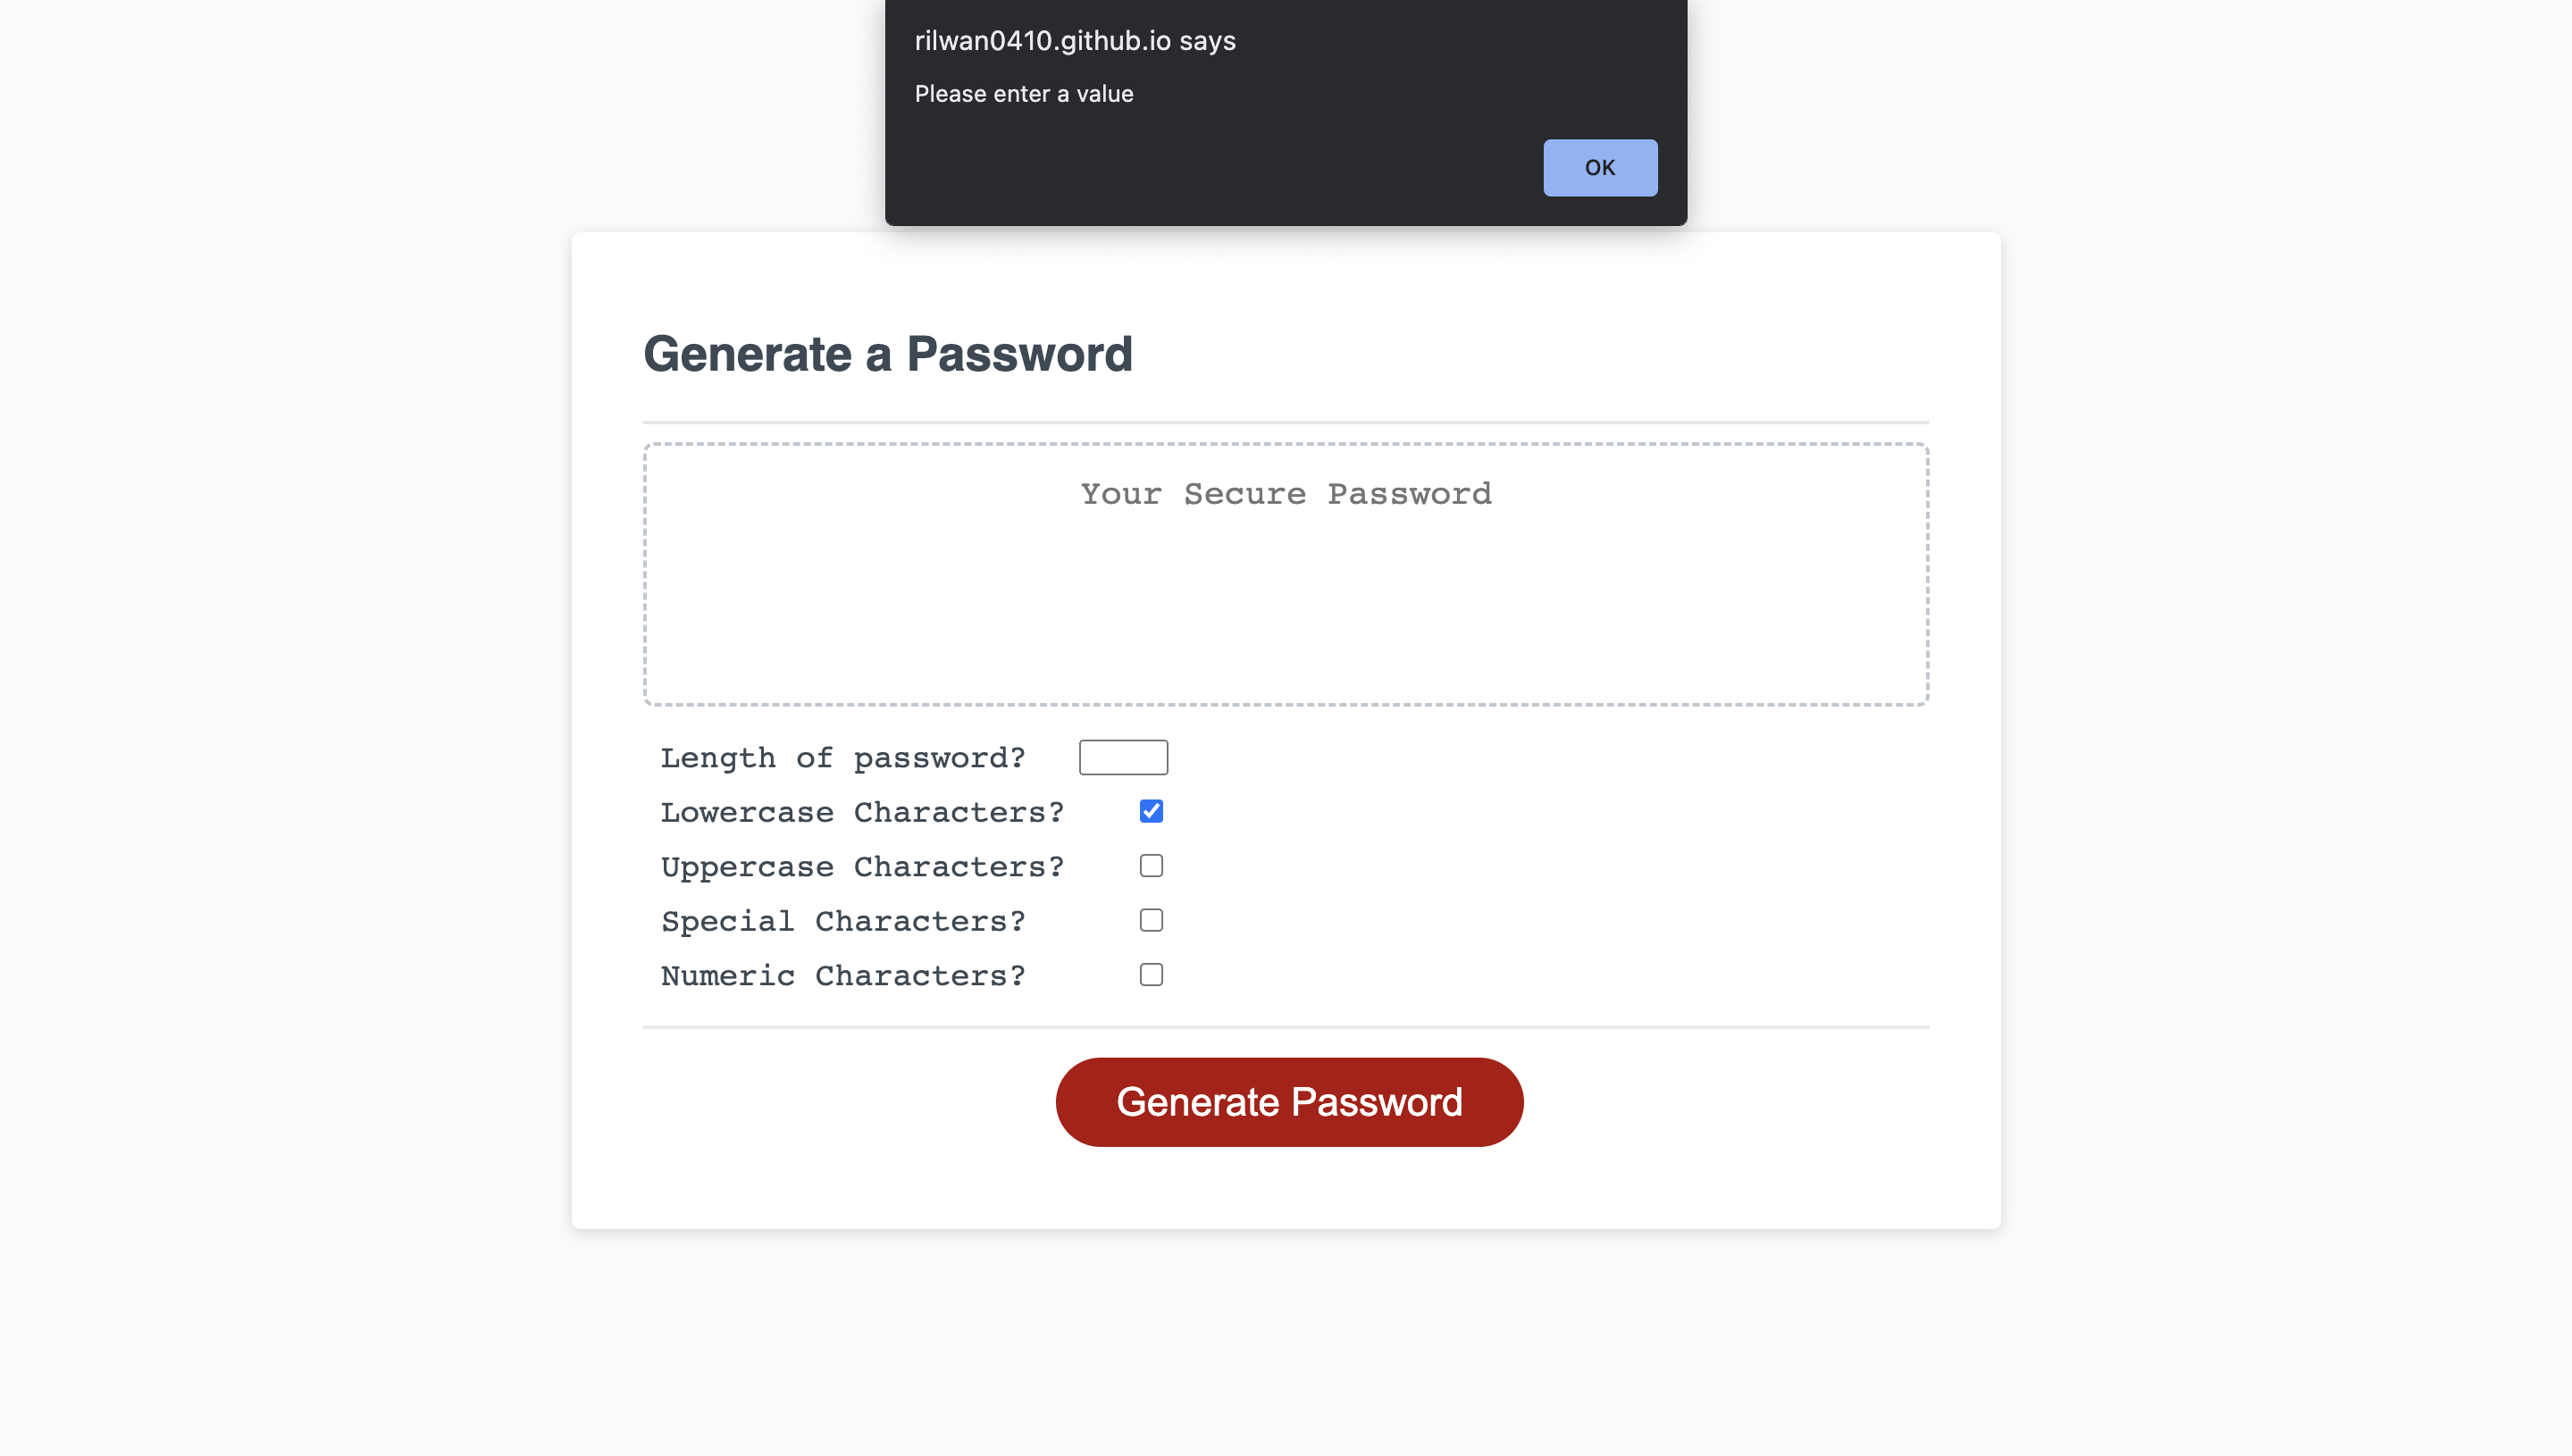 rilwan0410.github.io says
Please enter a value
OK
Generate a Password
Your Secure Password
Length of password?
Lowercase Characters?
Uppercase Characters?
Special Characters?
Numeric Characters?
Generate Password